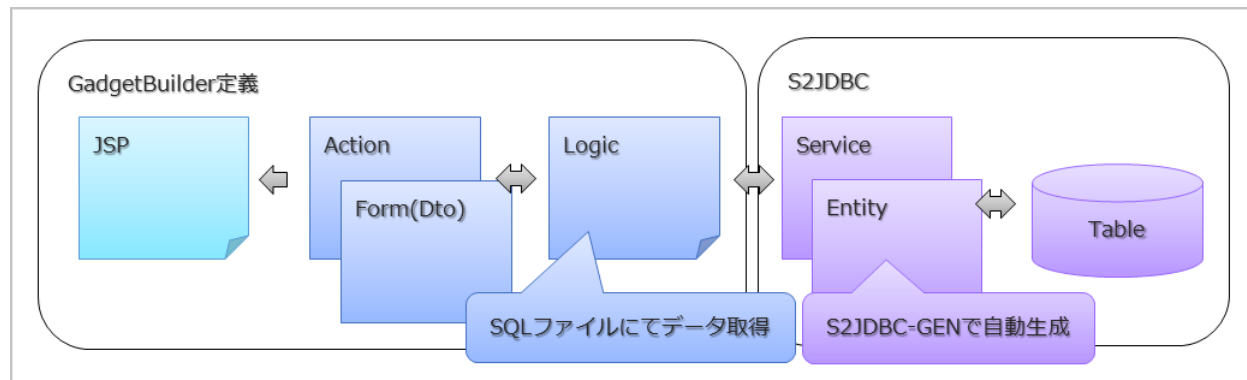 GadgetBuilder定義
JSP
Action
Form(Dto)
Logic
SQLファイルにてデータ取得
S2JDBC
Service
Entity
Table
S2JDBC-GENで自動生成